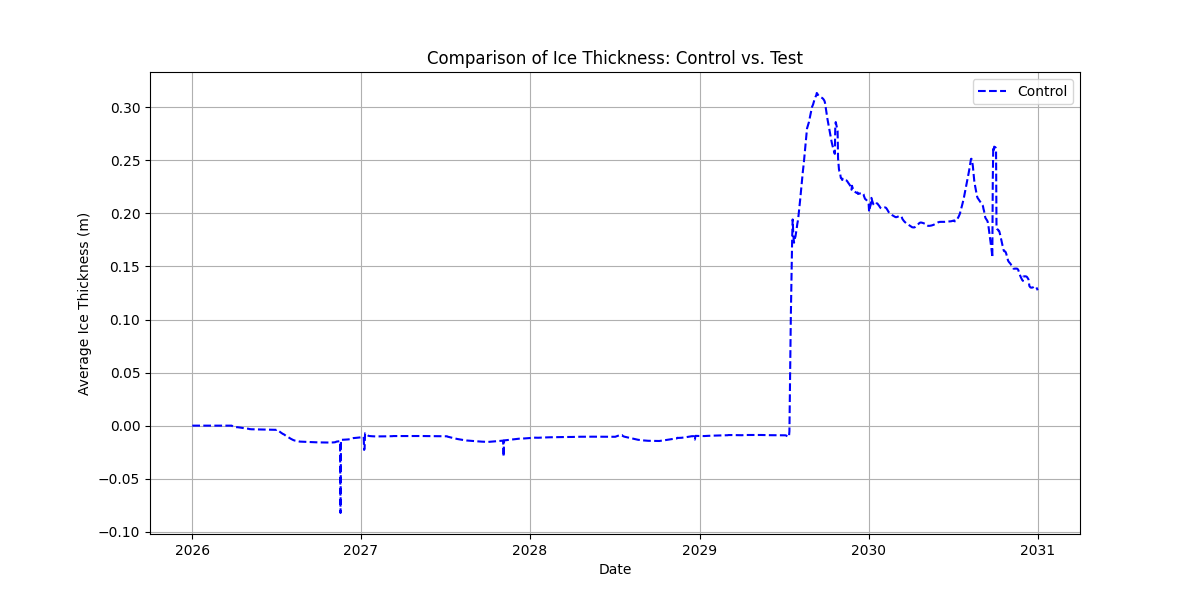 Comparison of Ice Thickness: Control vs. Test
Control
Average Ice Thickness (m)
0.30
0.25
0.20
0.15
0.10
0.05
0.00
−0.05
−0.10
2026 2027 2028 2029 2030 2031
Date